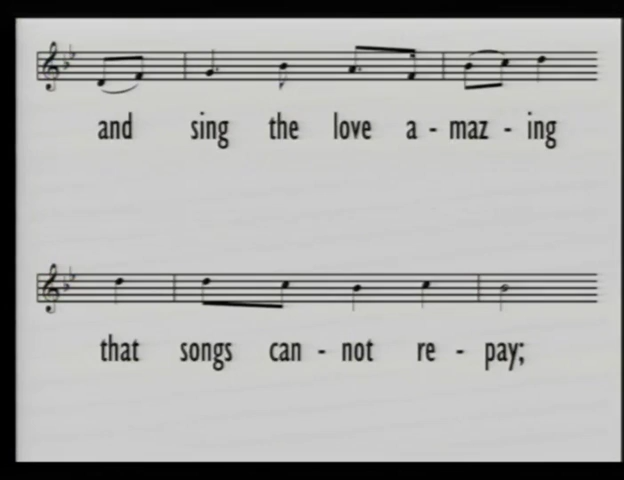 and sing the love a - maz - ing
that songs can - not re - pay;